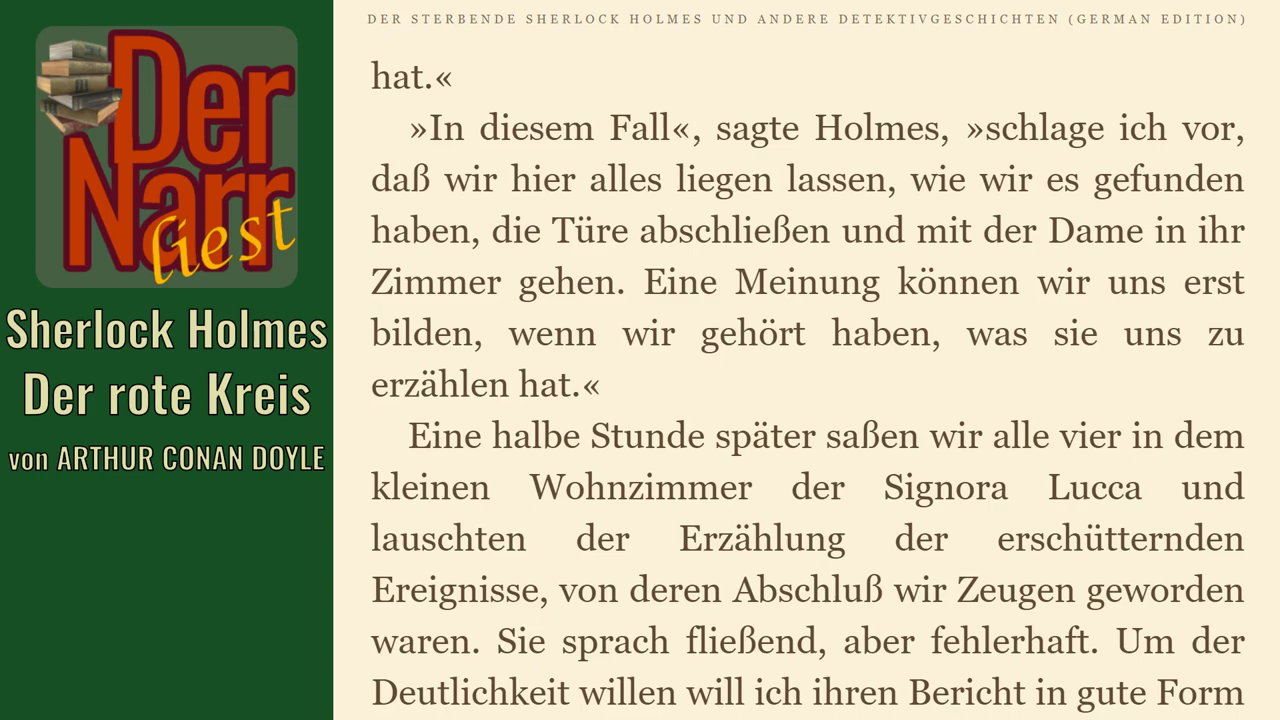 Der
Narr
liest
Sherlock Holmes
Der rote Kreis
von ARTHUR CONAN DOYLE
DER STERBENDE SHERLOCK HOLMES UND ANDERE DETEKTIVGESCHICHTEN (GERMAN EDITION)
hat.«
»In diesem Fall«, sagte Holmes, »schlage ich vor,
daß wir hier alles liegen lassen, wie wir es gefunden
haben, die Türe abschließen und mit der Dame in ihr
Zimmer gehen. Eine Meinung können wir uns erst
bilden, wenn wir gehört haben, was sie uns zu
erzählen hat.«
Eine halbe Stunde später saßen wir alle vier in dem
kleinen Wohnzimmer der Signora Lucca und
lauschten der Erzählung der erschütternden
Ereignisse, von deren Abschluß wir Zeugen geworden
waren. Sie sprach fließend, aber fehlerhaft. Um der
Deutlichkeit willen will ich ihren Bericht in gute Form